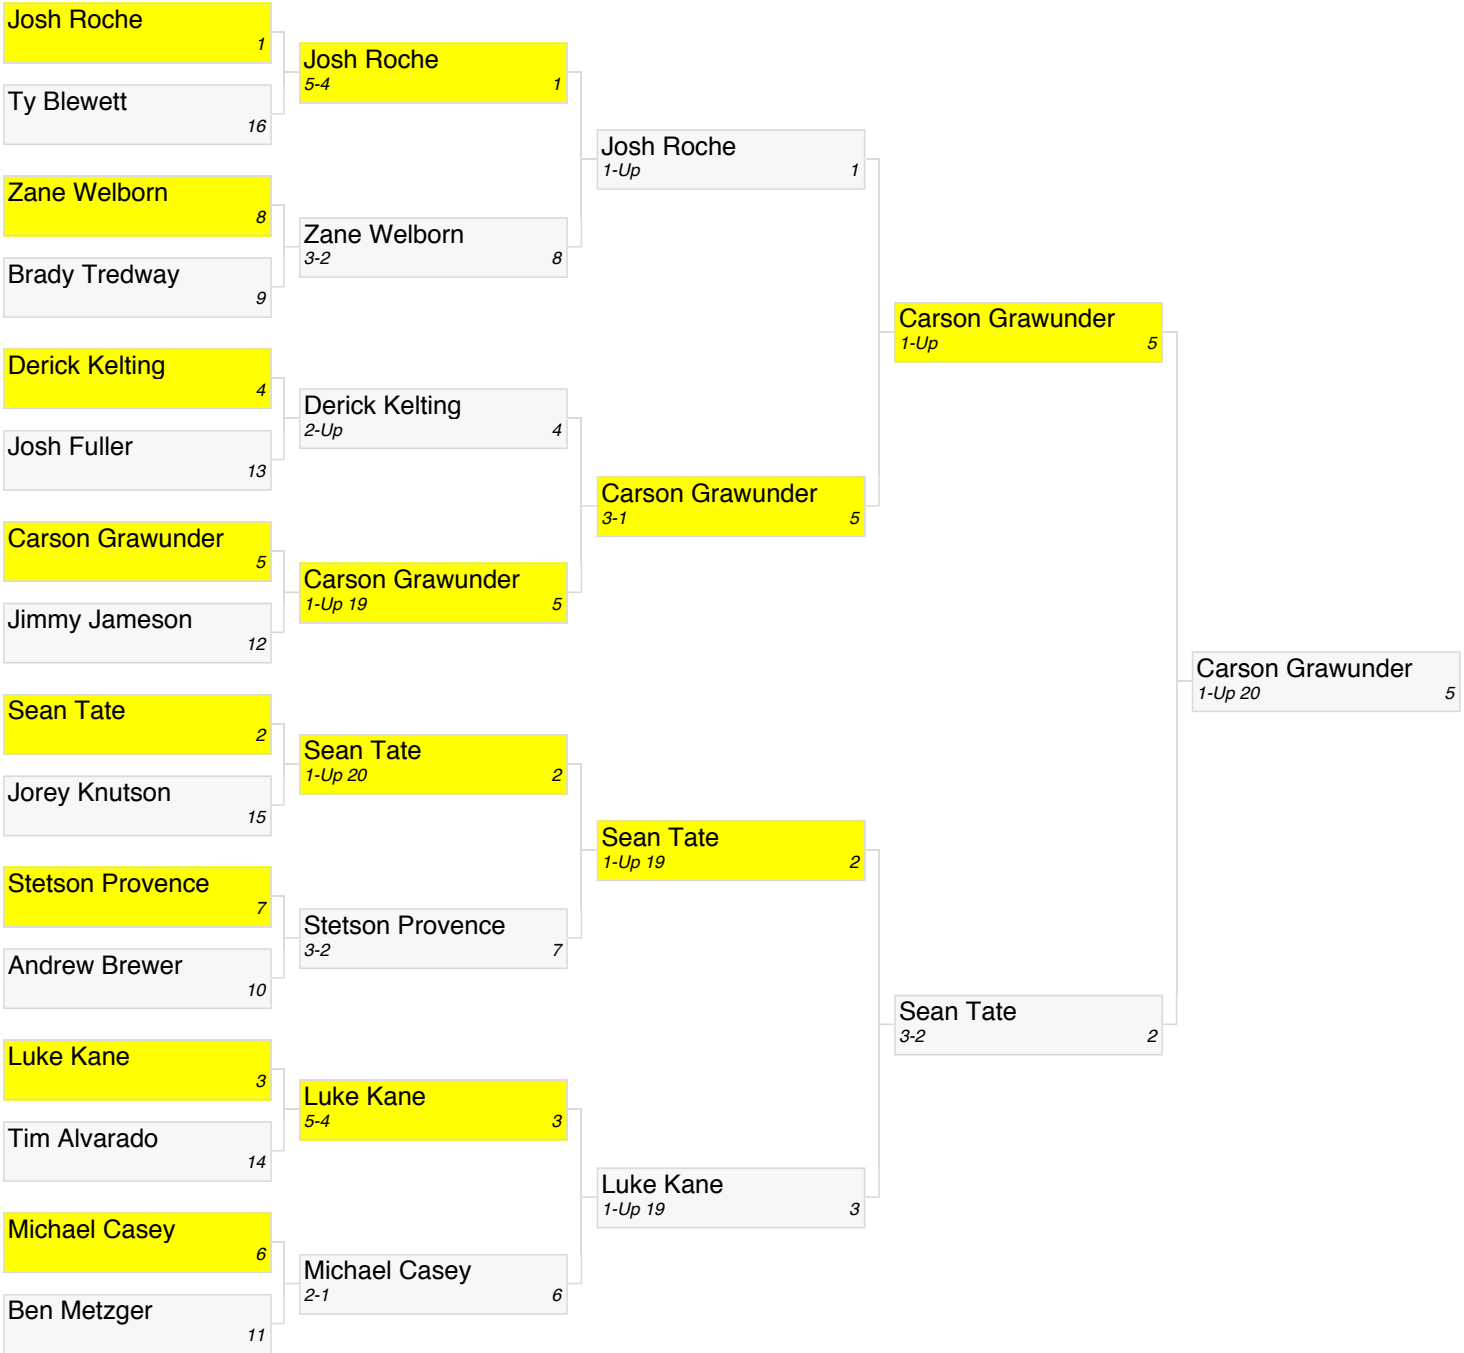 Josh Roche
1
Ty Blewett
16
Zane Welborn
8
Brady Tredway
9
Derick Kelting
4
Josh Fuller
13
Carson Grawunder
5
Jimmy Jameson
12
Sean Tate
2
Jorey Knutson
15
Stetson Provence
7
Andrew Brewer
10
Luke Kane
3
Tim Alvarado
14
Michael Casey
6
Ben Metzger
11
Josh Roche
5-4 1
Zane Welborn
3-2 8
Derick Kelting
2-Up 4
Carson Grawunder
1-Up 19 5
Sean Tate
1-Up 20 2
Stetson Provence
3-2 7
Luke Kane
5-4 3
Michael Casey
2-1 6
Josh Roche
1-Up 1
Carson Grawunder
3-1 5
Sean Tate
1-Up 19 2
Luke Kane
1-Up 19 3
Carson Grawunder
1-Up 5
Sean Tate
3-2 2
Carson Grawunder
1-Up 20 5